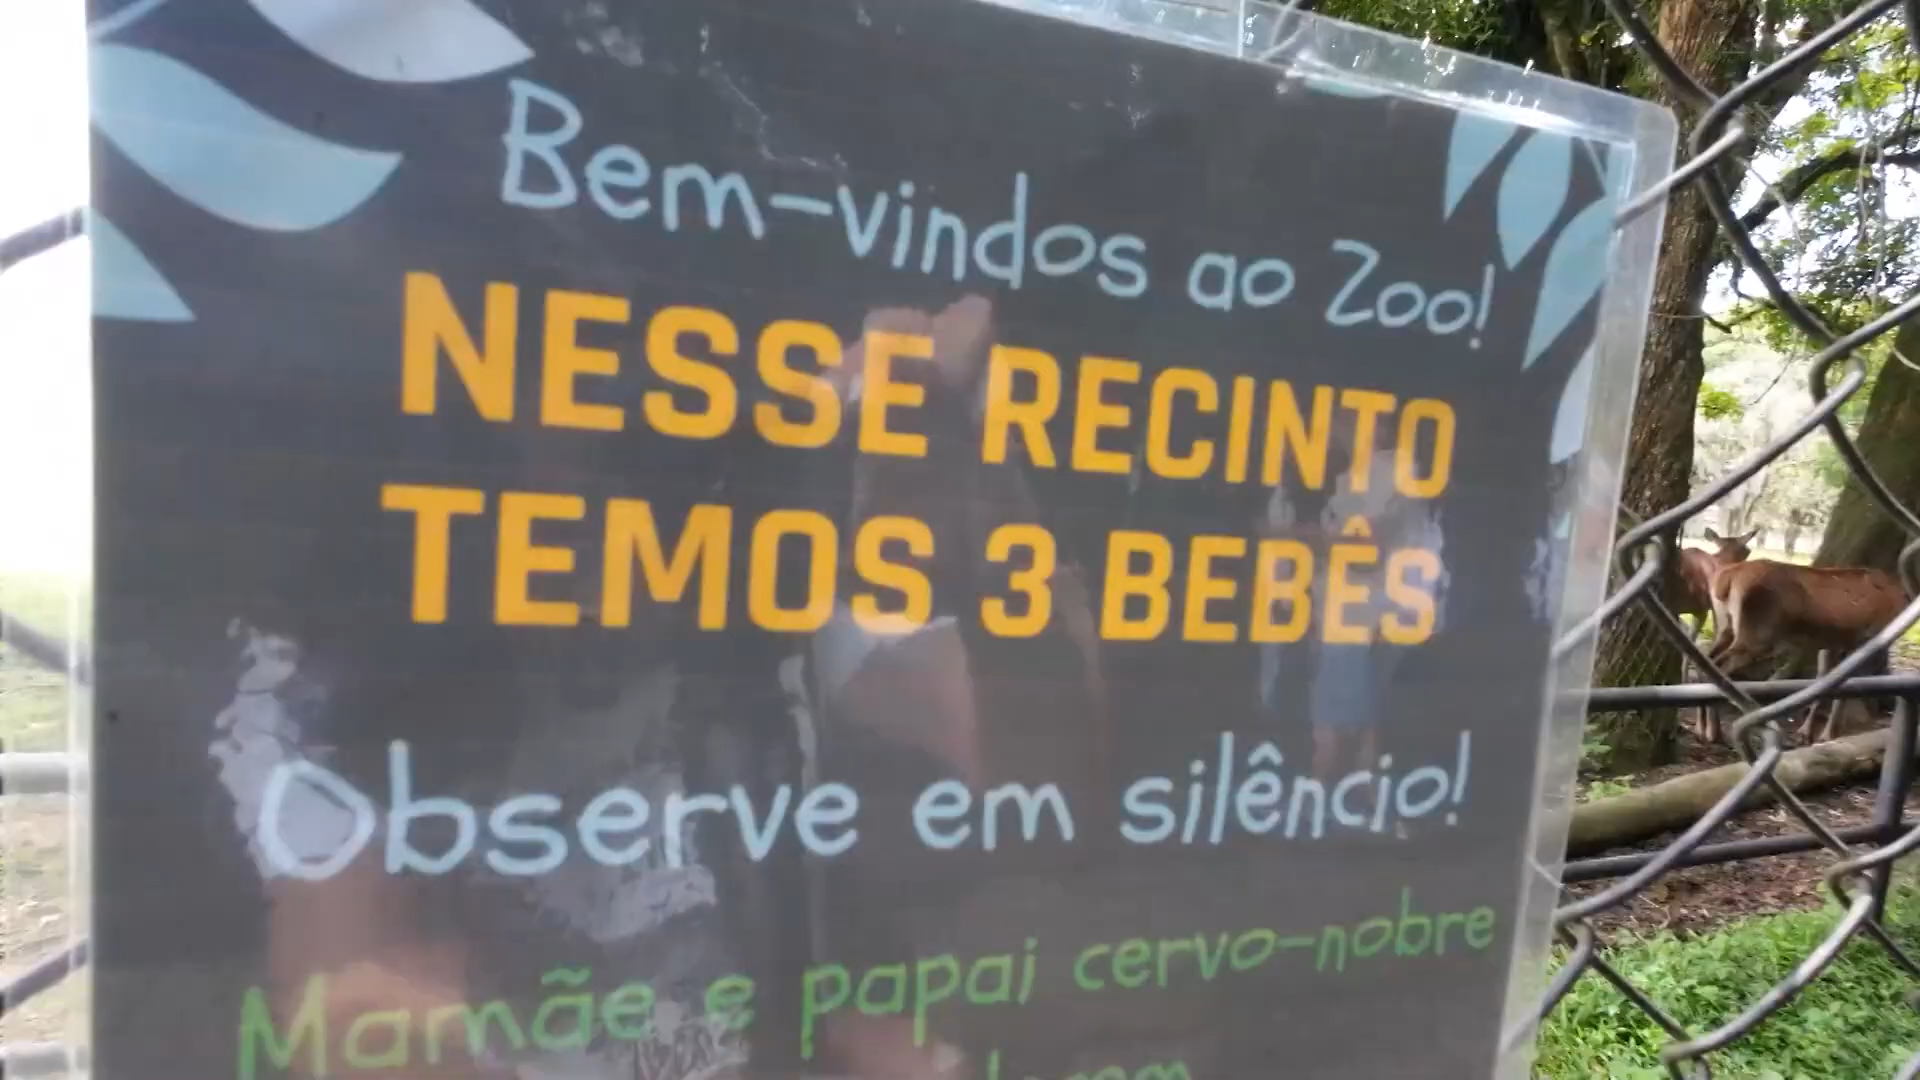 Bem-vindos ao Zoo!
NESSE RECINTO
TEMOS 3 BEBÊS
Observe em silêncio!
Mamãe e papai cervo-nobre